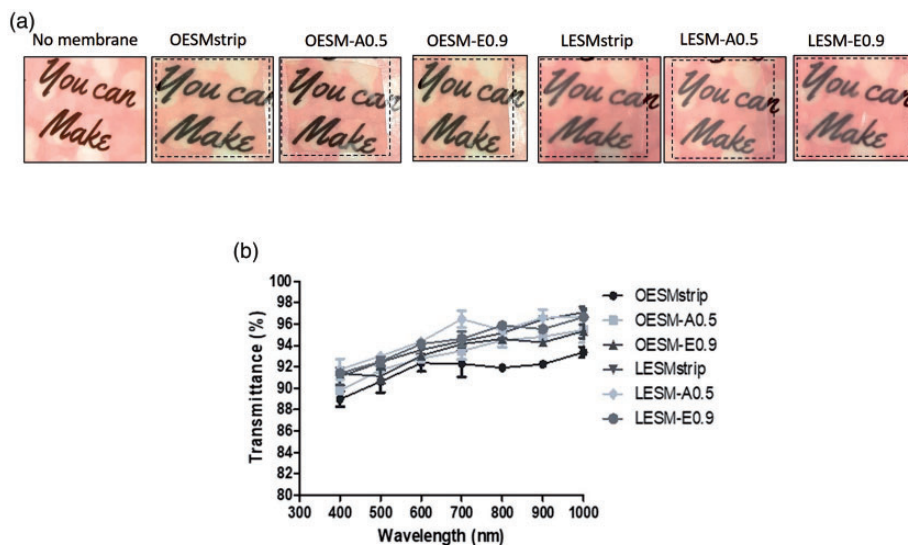 (a)
No membrane OESMstrip OESM-A0.5 OESM-E0.9 LESMstrip LESM-A0.5 LESM-E0.9
You can You can You can You can You can You can You can
Make Make Make Make Make Make Make
(b)
100
98
96
94
92
90
88
86
84
82
80
Transmittance (%)
300 400 500 600 700 800 900 1000
Wavelength (nm)
OESMstrip
OESM-A0.5
OESM-E0.9
LESMstrip
LESM-A0.5
LESM-E0.9